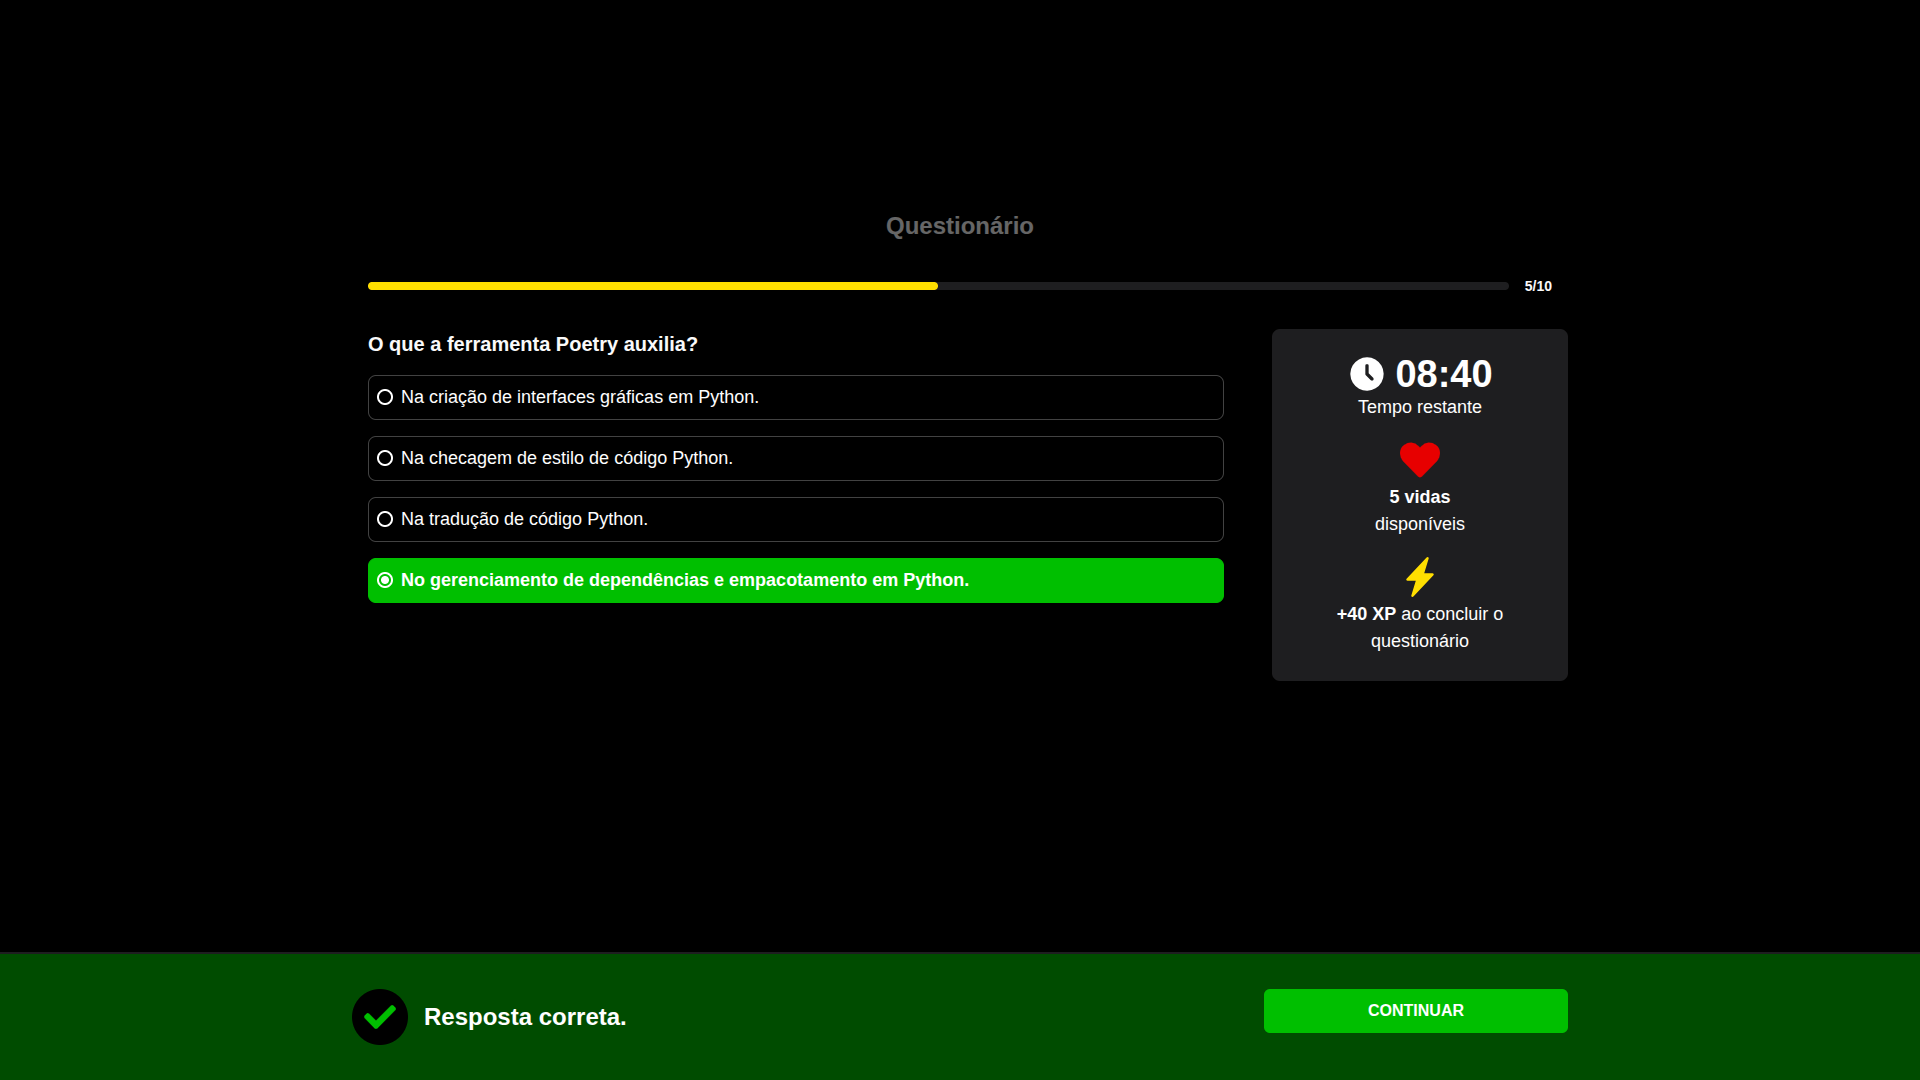 Questionário
5/10
O que a ferramenta Poetry auxilia?
Na criação de interfaces gráficas em Python.
Na checagem de estilo de código Python.
Na tradução de código Python.
No gerenciamento de dependências e empacotamento em Python.
08:40
Tempo restante
5 vidas
disponíveis
+40 XP ao concluir o
questionário
Resposta correta.
CONTINUAR